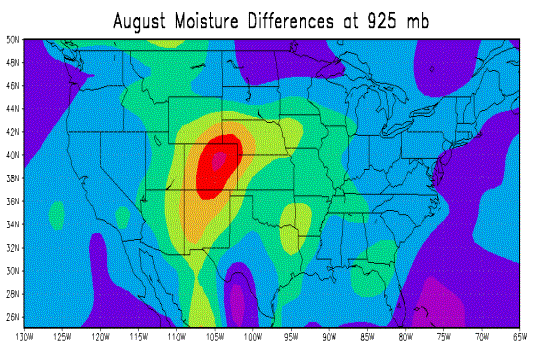 August Moisture Differences at 925 mb
50N
48N
46N
44N
42N
40N
38N
36N
34N
32N
30N
28N
26N
130W 125W 120W 115W 110W 105W 100W 95W 90W 85W 80W 75W 70W 65W